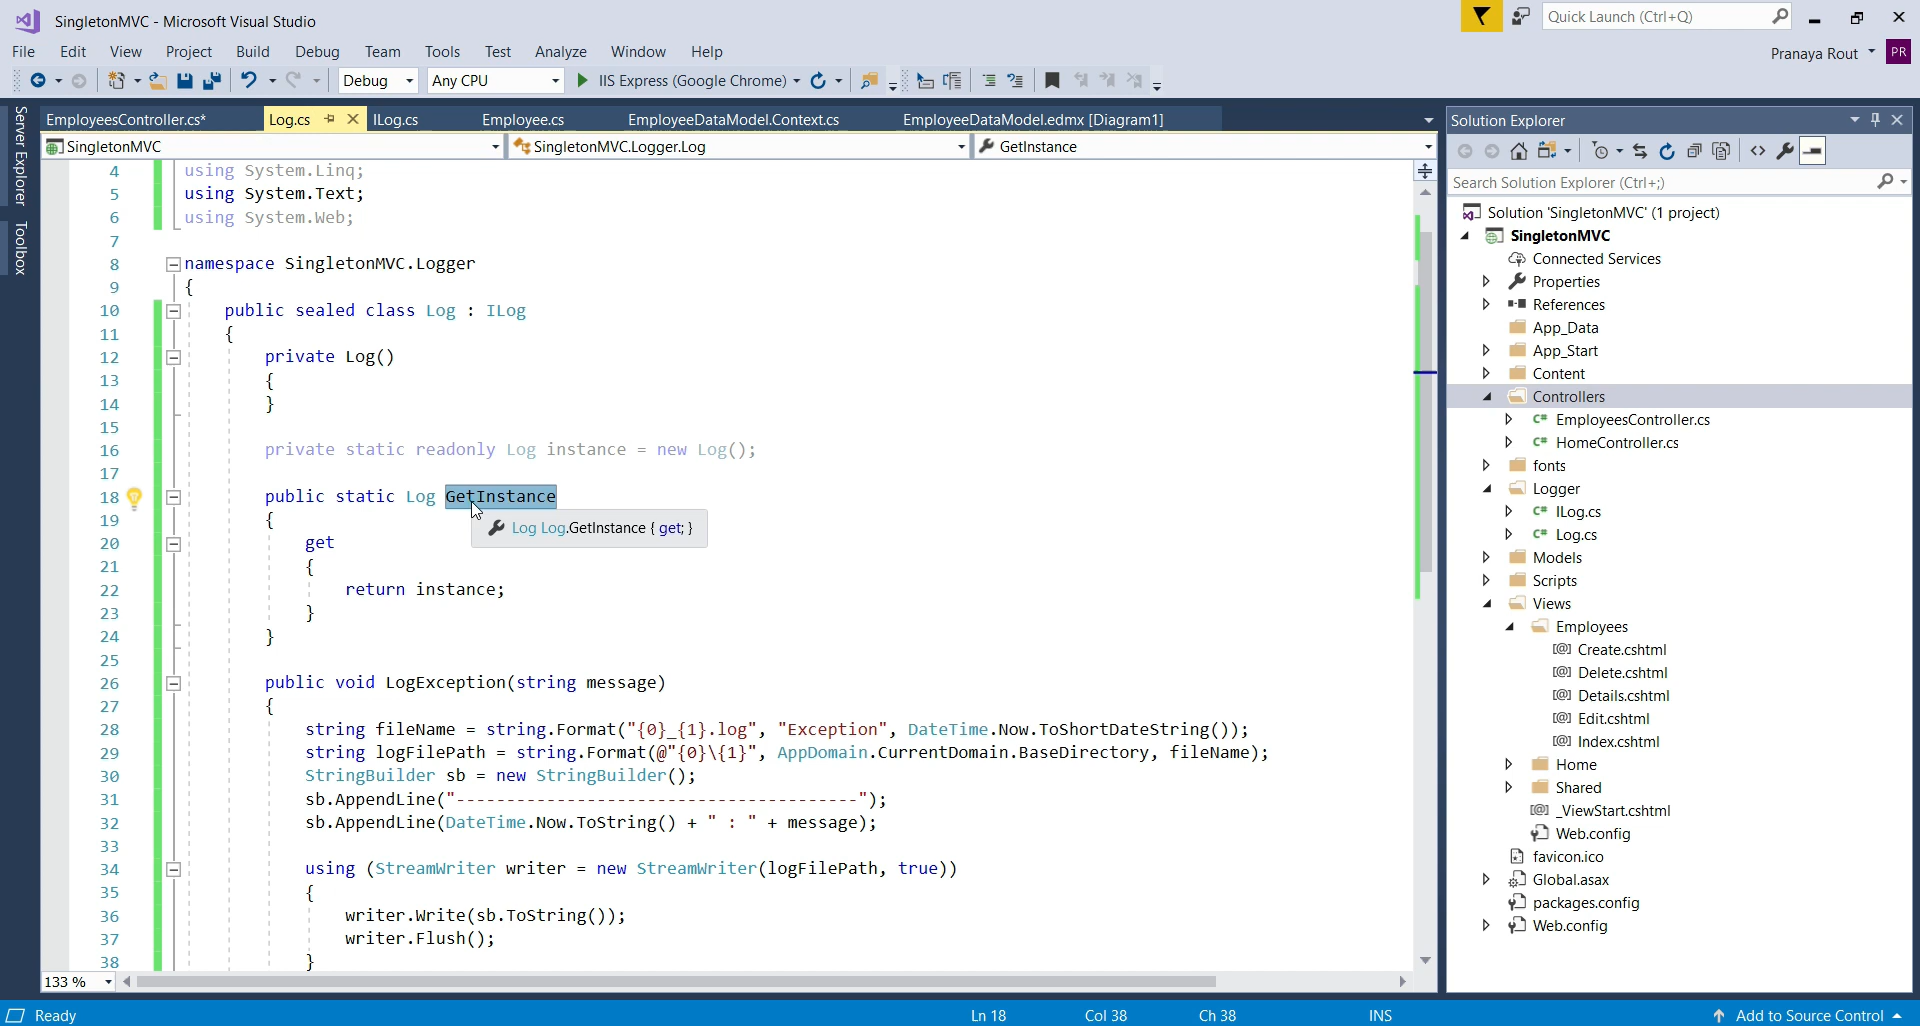 SingletonMVC - Microsoft Visual Studio
Quick Launch (Ctrl+Q)
File Edit View Project Build Debug Team Tools Test Analyze Window Help
Pranaya Rout PR
Debug Any CPU IIS Express (Google Chrome)
Server Explorer
Toolbox
EmployeesController.cs* Log.cs ILog.cs Employee.cs EmployeeDataModel.Context.cs EmployeeDataModel.edmx [Diagram1]
SingletonMVC SingletonMVC.Logger.Log GetInstance
4 using System.Linq;
5 using System.Text;
6 using System.Web;
7
8 namespace SingletonMVC.Logger
9 {
10 public sealed class Log : ILog
11 {
12 private Log()
13 {
14 }
15
16 private static readonly Log instance = new Log();
17
18 public static Log GetInstance
19 {
Log Log.GetInstance { get; }
20 get
21 {
22 return instance;
23 }
24 }
25
26 public void LogException(string message)
27 {
28 string fileName = string.Format("{0}_{1}.log", "Exception", DateTime.Now.ToShortDateString());
29 string logFilePath = string.Format(@"{0}\{1}", AppDomain.CurrentDomain.BaseDirectory, fileName);
30 StringBuilder sb = new StringBuilder();
31 sb.AppendLine("----------------------------------------");
32 sb.AppendLine(DateTime.Now.ToString() + " : " + message);
33
34 using (StreamWriter writer = new StreamWriter(logFilePath, true))
35 {
36 writer.Write(sb.ToString());
37 writer.Flush();
38 }
133 %
Solution Explorer
Search Solution Explorer (Ctrl+;)
Solution 'SingletonMVC' (1 project)
SingletonMVC
Connected Services
Properties
References
App_Data
App_Start
Content
Controllers
C# EmployeesController.cs
C# HomeController.cs
fonts
Logger
C# ILog.cs
C# Log.cs
Models
Scripts
Views
Employees
[@] Create.cshtml
[@] Delete.cshtml
[@] Details.cshtml
[@] Edit.cshtml
[@] Index.cshtml
Home
Shared
[@] _ViewStart.cshtml
Web.config
favicon.ico
Global.asax
packages.config
Web.config
Ready Ln 18 Col 38 Ch 38 INS Add to Source Control